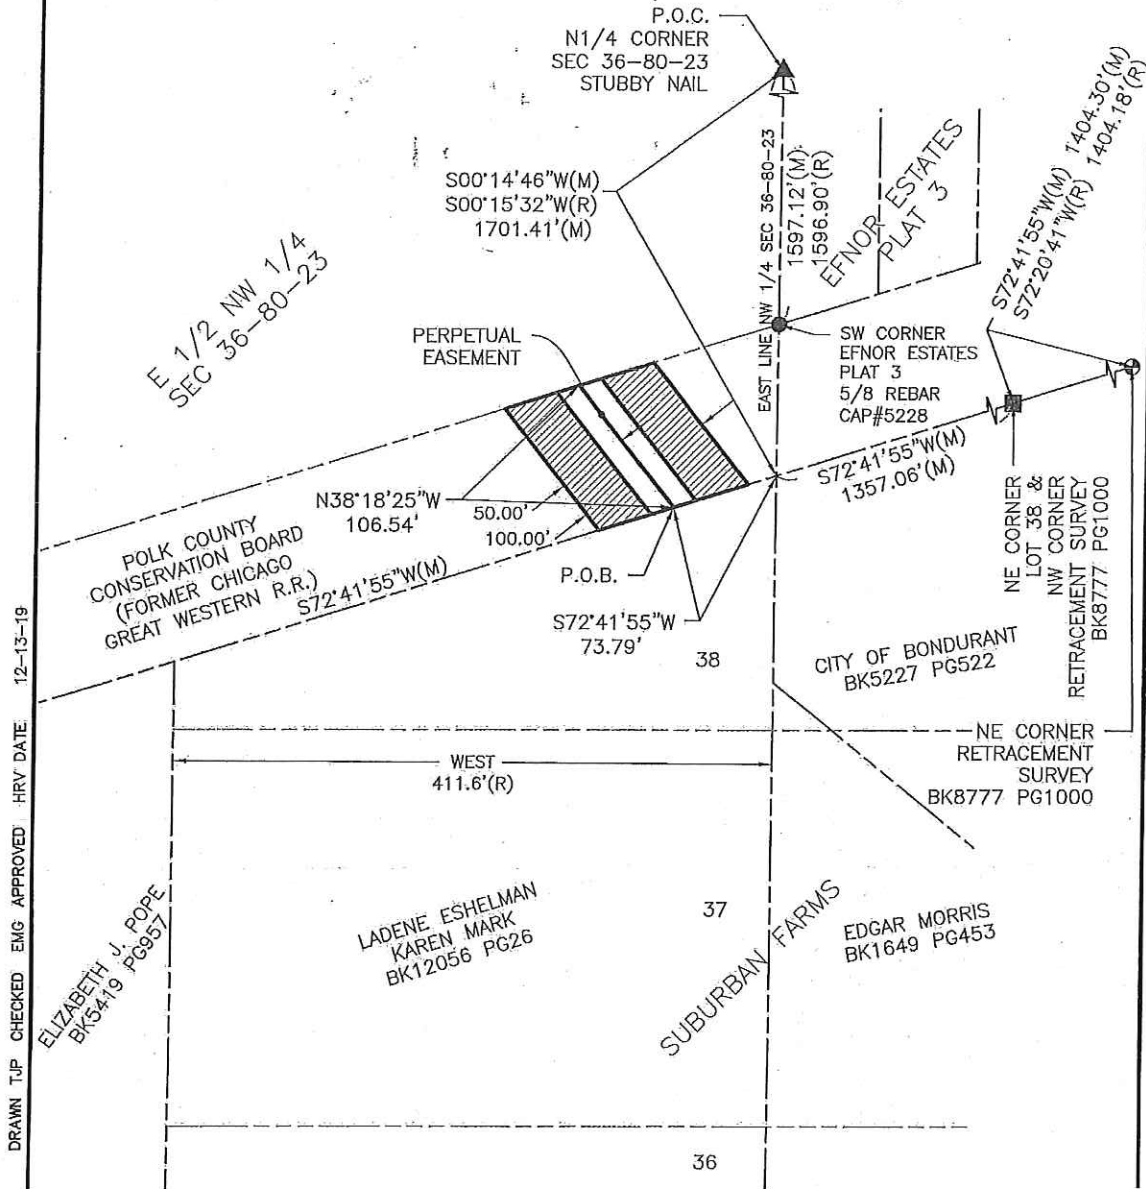 P.O.C.
N1/4 CORNER
SEC 36-80-23
STUBBY NAIL
S00°14'46"W(M)
S00°15'32"W(R)
1701.41'(M)
EAST LINE NW 1/4 SEC 36-80-23
1597.12'(M)
1596.90'(R)
EFNOR ESTATES
PLAT 3
S72°41'55"W(M) 1404.30'(M)
S72°20'41"W(R) 1404.18'(R)
E 1/2 NW 1/4
SEC 36-80-23
PERPETUAL
EASEMENT
SW CORNER
EFNOR ESTATES
PLAT 3
5/8 REBAR
CAP#5228
S72°41'55"W(M)
1357.06'(M)
NE CORNER
LOT 38 &
NW CORNER
RETRACEMENT SURVEY
BK8777 PG1000
N38°18'25"W
106.54'
50.00'
100.00'
P.O.B.
POLK COUNTY
CONSERVATION BOARD
(FORMER CHICAGO
GREAT WESTERN R.R.)
S72°41'55"W(M)
S72°41'55"W
73.79'
38
CITY OF BONDURANT
BK5227 PG522
NE CORNER
RETRACEMENT
SURVEY
BK8777 PG1000
WEST
411.6'(R)
ELIZABETH J. POPE
BK5419 PG957
LADENE ESHELMAN
KAREN MARK
BK12056 PG26
37
SUBURBAN FARMS
EDGAR MORRIS
BK1649 PG453
36
DRAWN TJP CHECKED EMG APPROVED HRV DATE 12-13-19